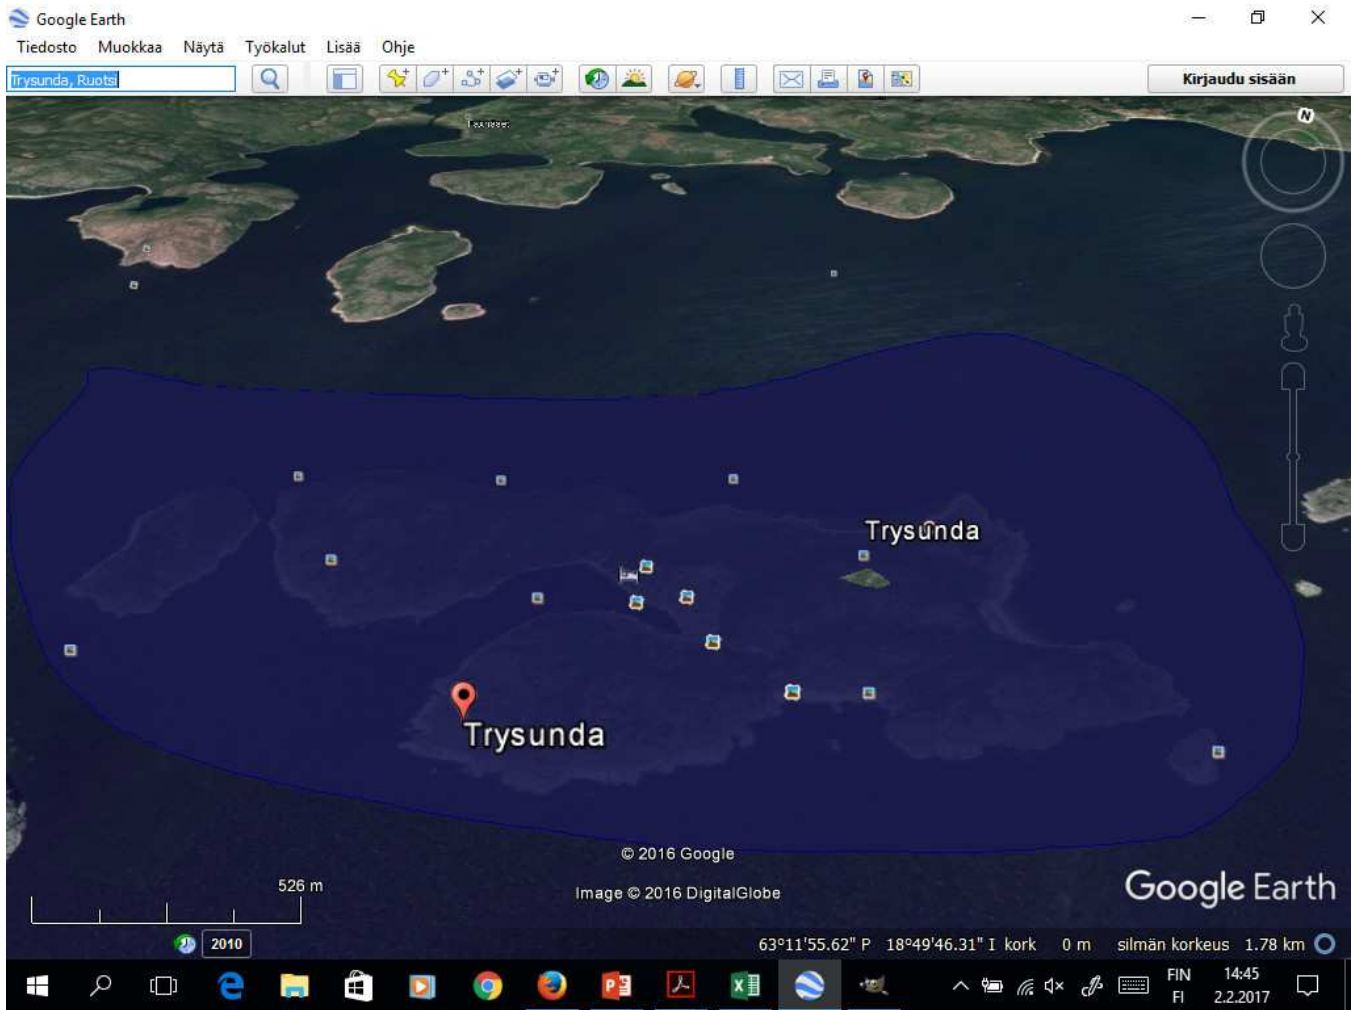 Google Earth
Tiedosto Muokkaa Näytä Työkalut Lisää Ohje
Trysunda, Ruotsi
Kirjaudu sisään
N
Trysunda
Trysunda
© 2016 Google
526 m
Image © 2016 DigitalGlobe
Google Earth
2010
63°11'55.62" P 18°49'46.31" I kork 0 m silmän korkeus 1.78 km
FIN 14:45
FI 2.2.2017